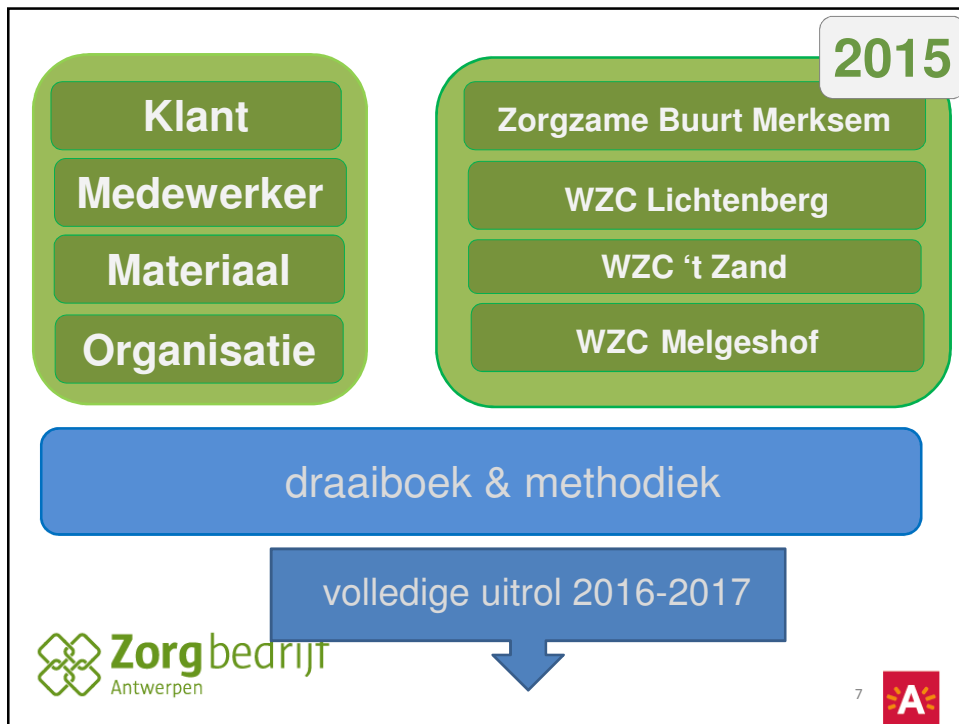 2015
Klant
Medewerker
Materiaal
Organisatie
Zorgzame Buurt Merksem
WZC Lichtenberg
WZC ‘t Zand
WZC Melgeshof
draaiboek & methodiek
volledige uitrol 2016-2017
Zorgbedrijf
Antwerpen
7
A